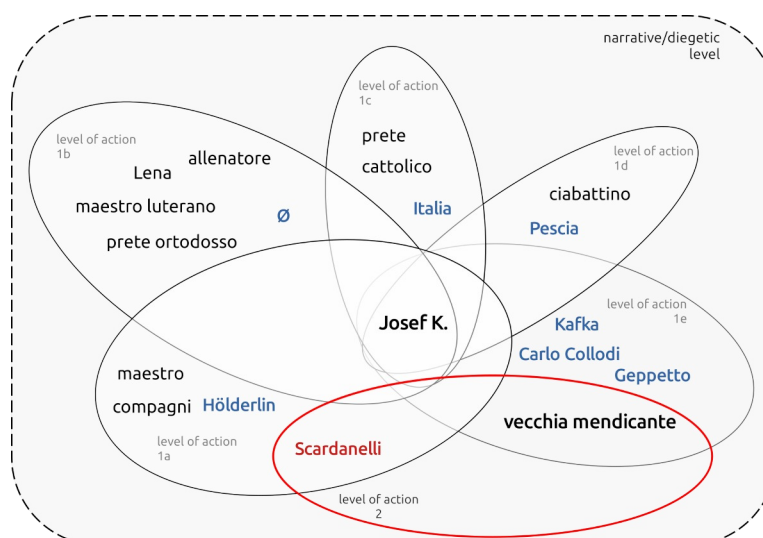 narrative/diegetic
level
level of action
1b
allenatore
Lena
maestro luterano
Ø
prete ortodosso
level of action
1c
prete
cattolico
Italia
level of action
1d
ciabattino
Pescia
level of action
1e
Kafka
Carlo Collodi
Geppetto
Josef K.
maestro
compagni Hölderlin
level of action
1a
Scardanelli
vecchia mendicante
level of action
2